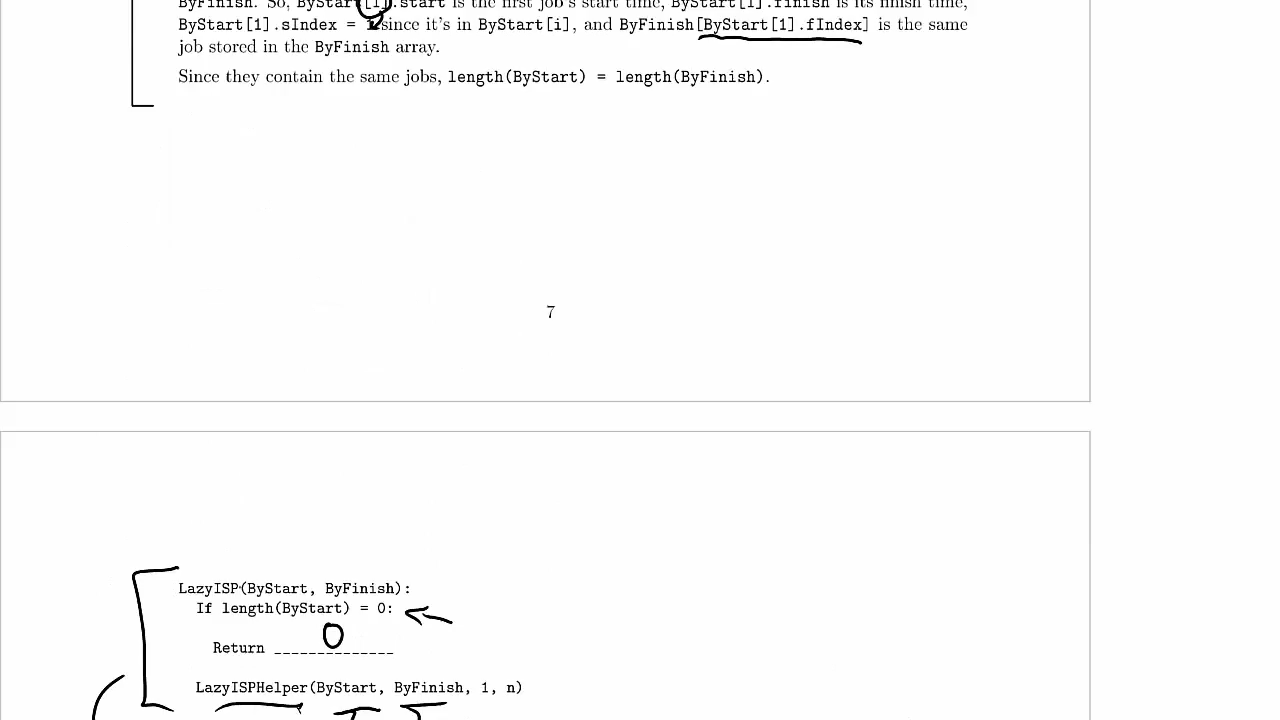 ByFinish. So, ByStart[1].start is the first job's start time, ByStart[1].finish is its finish time,
ByStart[1].sIndex = 1 since it's in ByStart[i], and ByFinish[ByStart[1].fIndex] is the same
job stored in the ByFinish array.
Since they contain the same jobs, length(ByStart) = length(ByFinish).
7
LazyISP(ByStart, ByFinish):
If length(ByStart) = 0:
Return 0
LazyISPHelper(ByStart, ByFinish, 1, n)